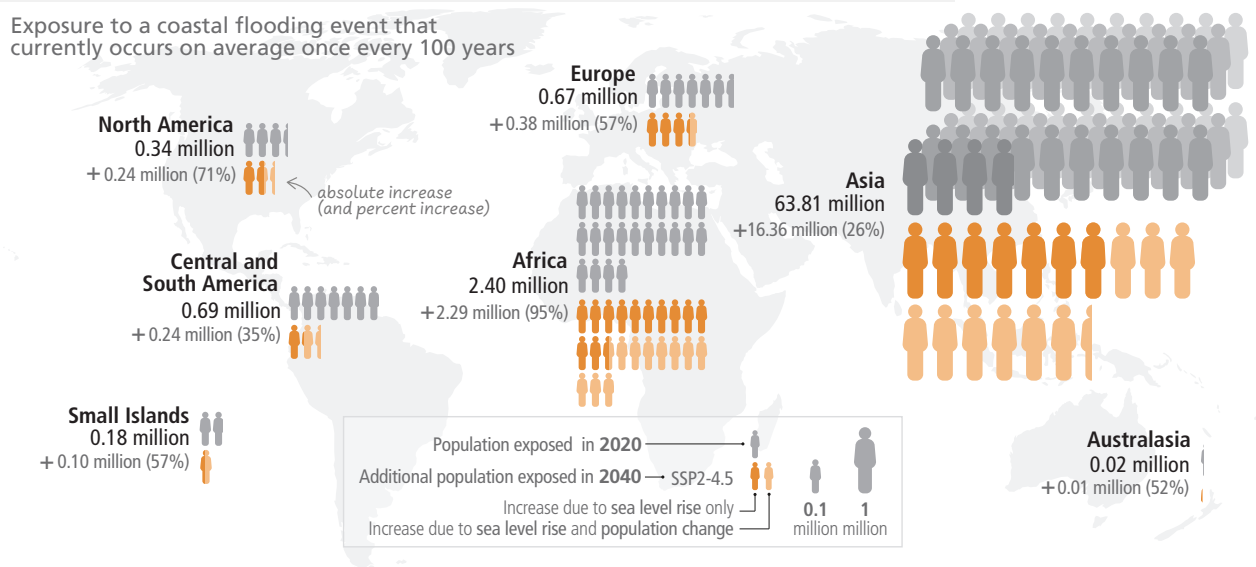 Exposure to a coastal flooding event that
currently occurs on average once every 100 years
North America
0.34 million
+0.24 million (71%)
absolute increase
(and percent increase)
Europe
0.67 million
+0.38 million (57%)
Asia
63.81 million
+16.36 million (26%)
Central and
South America
0.69 million
+0.24 million (35%)
Africa
2.40 million
+2.29 million (95%)
Small Islands
0.18 million
+0.10 million (57%)
Australasia
0.02 million
+0.01 million (52%)
Population exposed in 2020
Additional population exposed in 2040 SSP2-4.5
Increase due to sea level rise only
Increase due to sea level rise and population change
0.1 1
million million